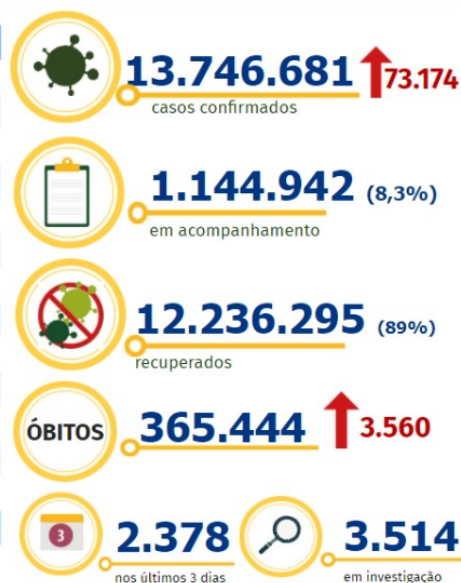 13.746.681 73.174
casos confirmados
1.144.942 (8,3%)
em acompanhamento
12.236.295 (89%)
recuperados
ÓBITOS 365.444 3.560
3 2.378 3.514
nos últimos 3 dias em investigação